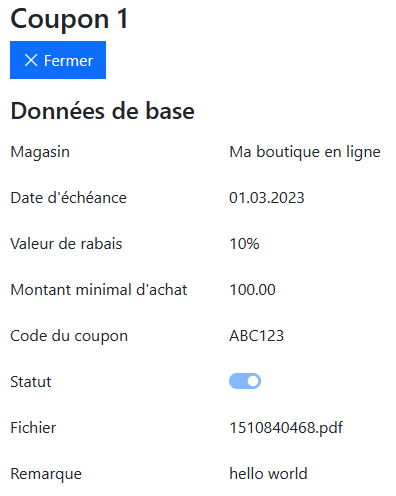 Coupon 1
Fermer
Données de base
Magasin Ma boutique en ligne
Date d'échéance 01.03.2023
Valeur de rabais 10%
Montant minimal d'achat 100.00
Code du coupon ABC123
Statut
Fichier 1510840468.pdf
Remarque hello world